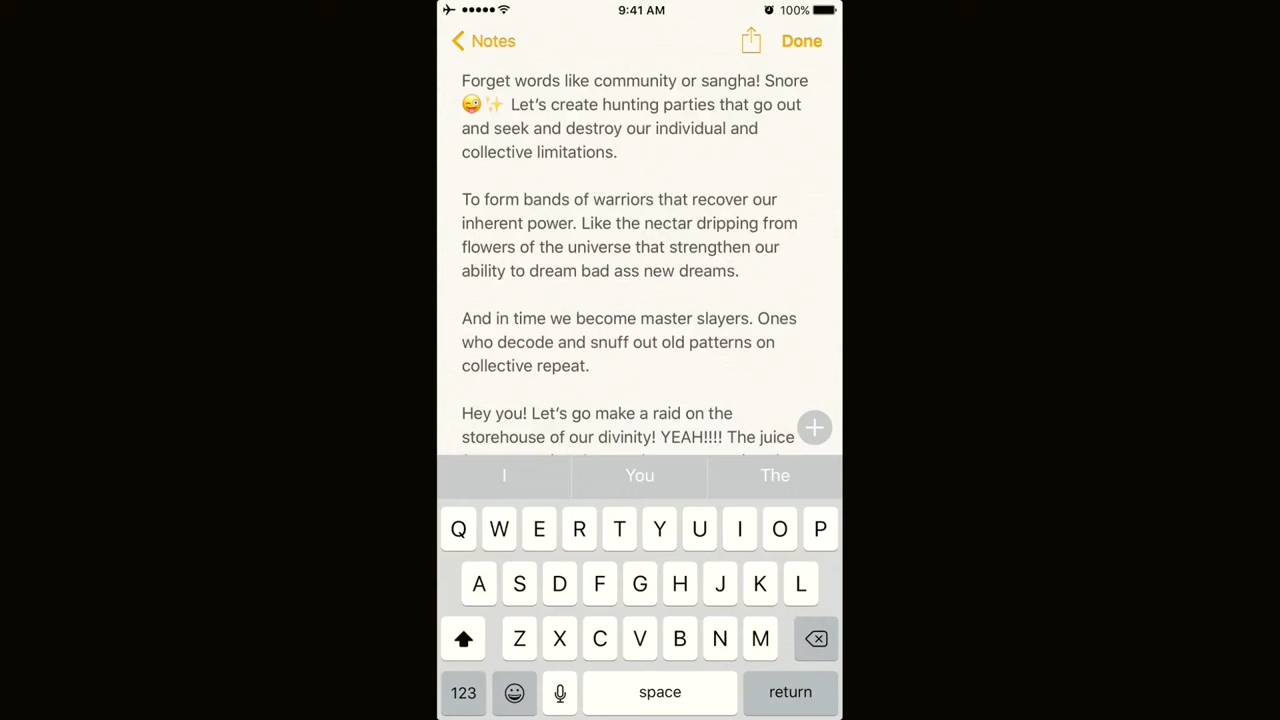 9:41 AM
100%
Notes
Done
Forget words like community or sangha! Snore
😜✨ Let’s create hunting parties that go out
and seek and destroy our individual and
collective limitations.
To form bands of warriors that recover our
inherent power. Like the nectar dripping from
flowers of the universe that strengthen our
ability to dream bad ass new dreams.
And in time we become master slayers. Ones
who decode and snuff out old patterns on
collective repeat.
Hey you! Let’s go make a raid on the
storehouse of our divinity! YEAH!!!! The juice
I You The
Q W E R T Y U I O P
A S D F G H J K L
Z X C V B N M
123 space return